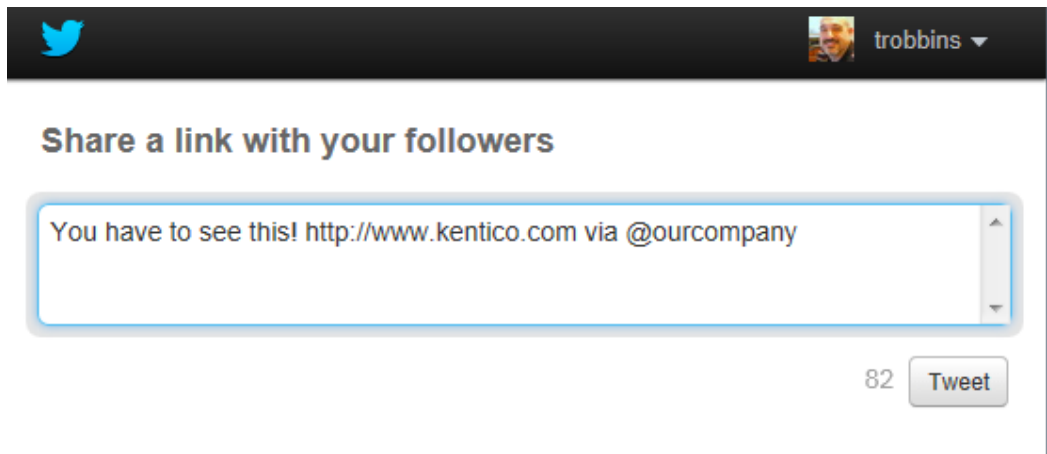 trobbins
Share a link with your followers
You have to see this! http://www.kentico.com via @ourcompany
82 Tweet